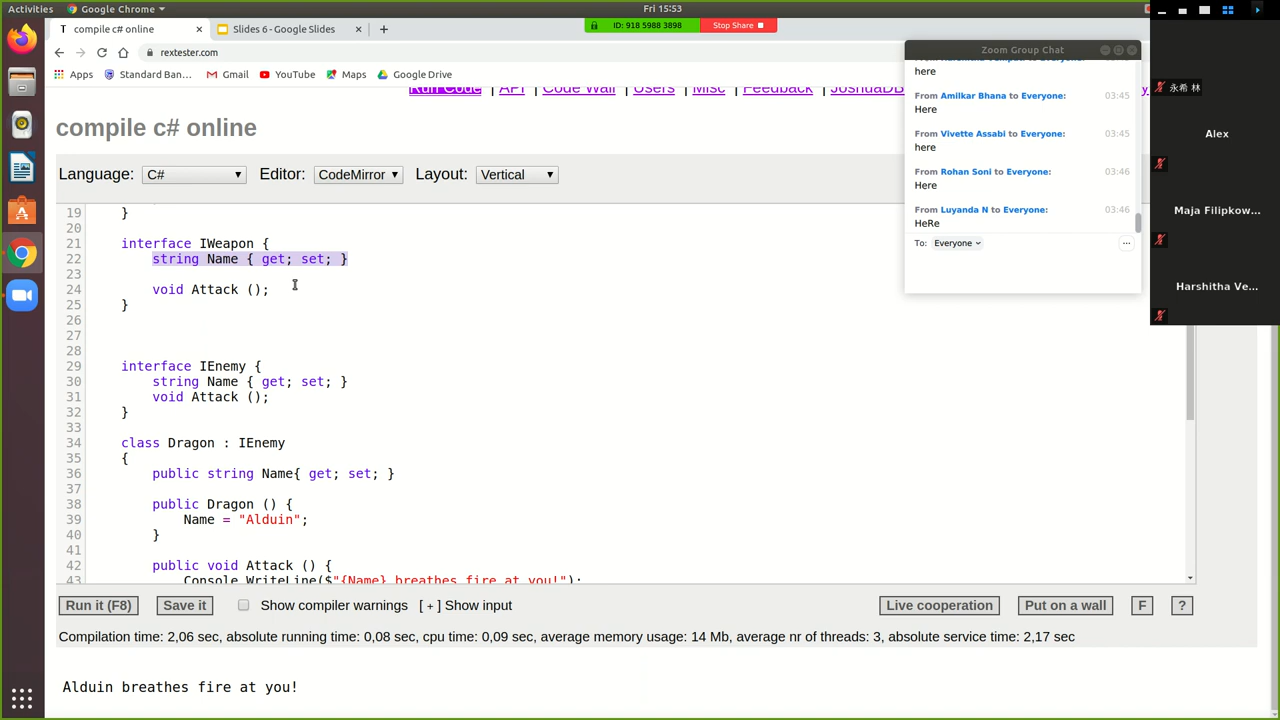 Activities
Google Chrome
Fri 15:53
ID: 918 5988 3898
Stop Share
compile c# online
Slides 6 - Google Slides
rextester.com
Apps
Standard Ban...
Gmail
YouTube
Maps
Google Drive
Run Code | API | Code Wall | Users | Misc | Feedback |
compile c# online
Language: C# Editor: CodeMirror Layout: Vertical
19 }
20
21 interface IWeapon {
22 string Name { get; set; }
23
24 void Attack ();
25 }
26
27
28
29 interface IEnemy {
30 string Name { get; set; }
31 void Attack ();
32 }
33
34 class Dragon : IEnemy
35 {
36 public string Name{ get; set; }
37
38 public Dragon () {
39 Name = "Alduin";
40 }
41
42 public void Attack () {
43 Console.WriteLine($"{Name} breathes fire at you!");
Run it (F8)
Save it
Show compiler warnings
[ + ] Show input
Live cooperation
Put on a wall
F
?
Compilation time: 2,06 sec, absolute running time: 0,08 sec, cpu time: 0,09 sec, average memory usage: 14 Mb, average nr of threads: 3, absolute service time: 2,17 sec
Alduin breathes fire at you!
Zoom Group Chat
here
From Amilkar Bhana to Everyone: 03:45
Here
From Vivette Assabi to Everyone: 03:45
here
From Rohan Soni to Everyone: 03:46
Here
From Luyanda N to Everyone: 03:46
HeRe
To: Everyone
...
永希 林
Alex
Maja Filipkow...
Harshitha Ve...